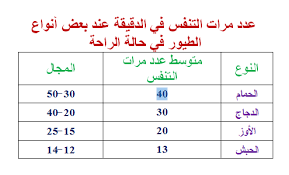 عدد مرات التنفس في الدقيقة عند بعض أنواع
الطيور في حالة الراحة
النوع متوسط عدد مرات التنفس المجال
الحمام 40 30-50
الدجاج 30 20-40
الأوز 20 15-25
الحبش 13 12-14